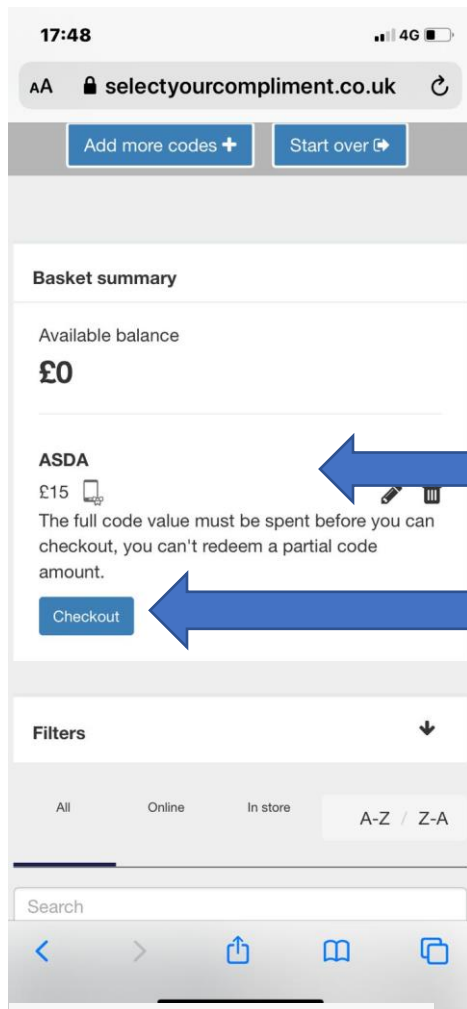 17:48 4G
AA selectyourcompliment.co.uk
Add more codes + Start over
Basket summary
Available balance
£0
ASDA
£15
The full code value must be spent before you can
checkout, you can't redeem a partial code
amount.
Checkout
Filters
All Online In store A-Z / Z-A
Search